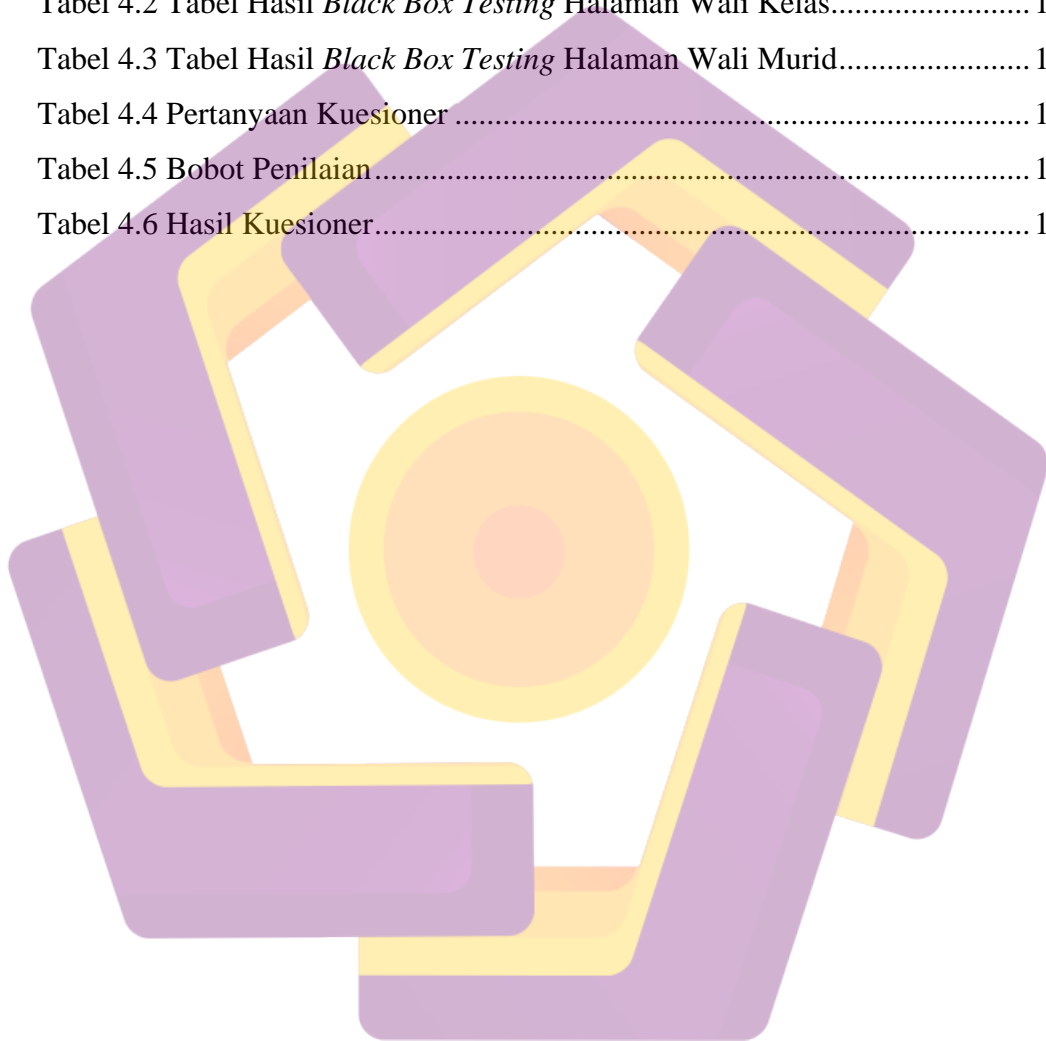 Tabel 4.2 Tabel Hasil Black Box Testing Halaman Wali Kelas....................... 1
Tabel 4.3 Tabel Hasil Black Box Testing Halaman Wali Murid...................... 1
Tabel 4.4 Pertanyaan Kuesioner .................................................................... 1
Tabel 4.5 Bobot Penilaian.............................................................................. 1
Tabel 4.6 Hasil Kuesioner.............................................................................. 1